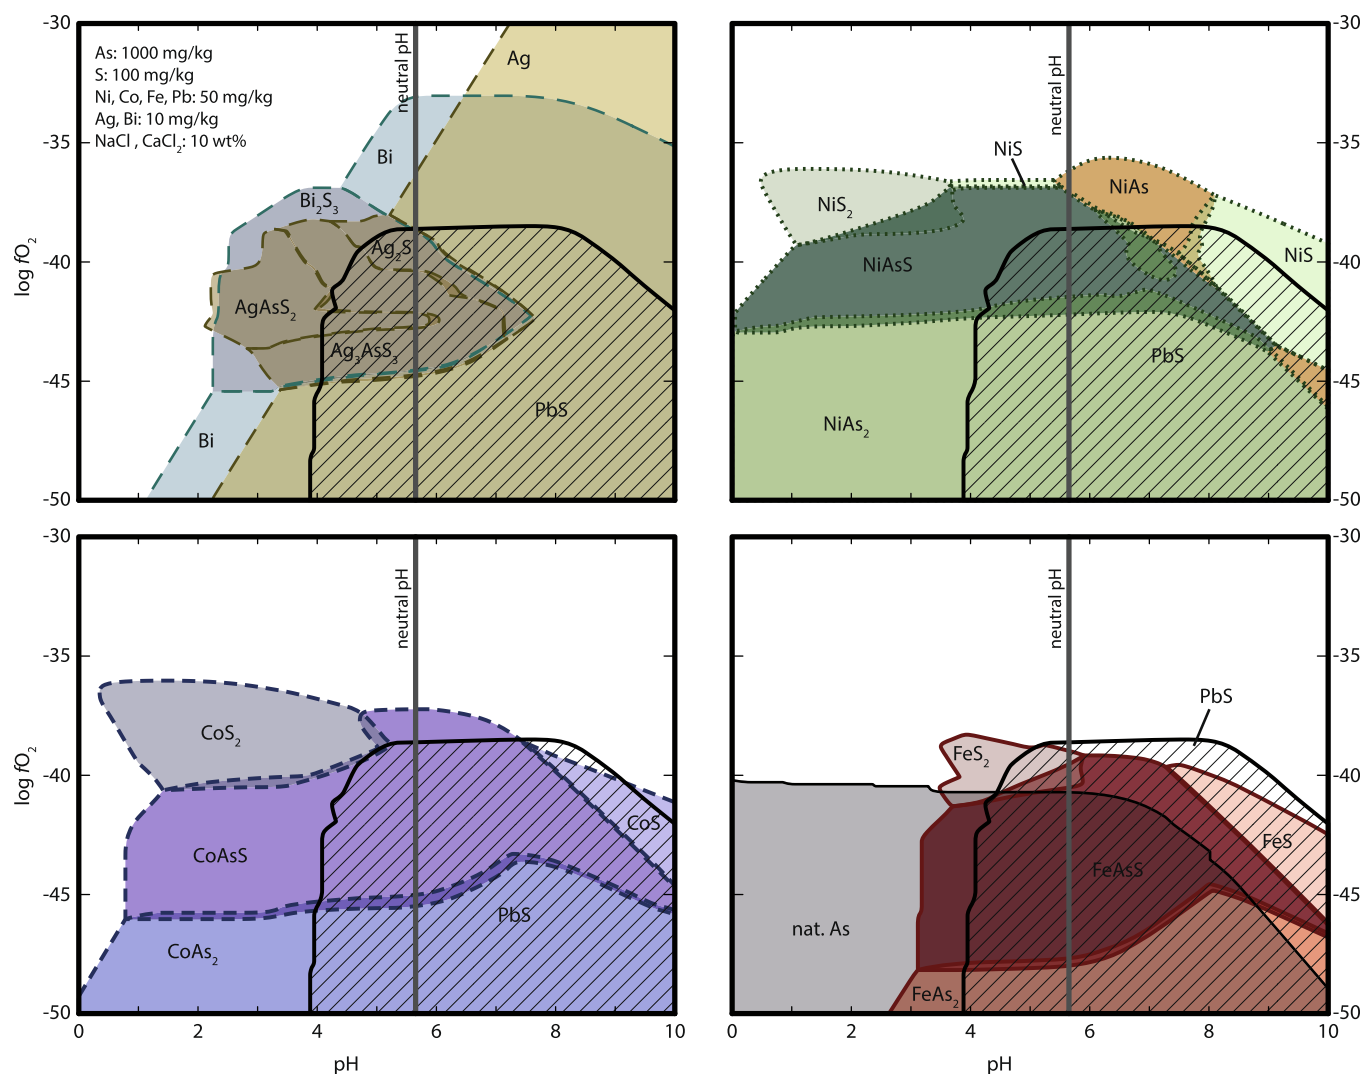 -30
-35
-40
-45
-50
log fO₂
As: 1000 mg/kg
S: 100 mg/kg
Ni, Co, Fe, Pb: 50 mg/kg
Ag, Bi: 10 mg/kg
NaCl , CaCl₂: 10 wt%
neutral pH
Ag
Bi
Bi₂S₃
Ag₂S
AgAsS₂
Ag₃AsS₃
PbS
Bi
neutral pH
NiS
NiAs
NiS₂
NiAsS
NiS
PbS
NiAs₂
-30
-35
-40
-45
-50
-35
-40
-45
-50
log fO₂
neutral pH
CoS₂
CoS
CoAsS
PbS
CoAs₂
0
2
4
6
8
10
pH
neutral pH
PbS
FeS₂
FeS
FeAsS
nat. As
FeAs₂
-30
-35
-40
-45
-50
0
2
4
6
8
10
pH